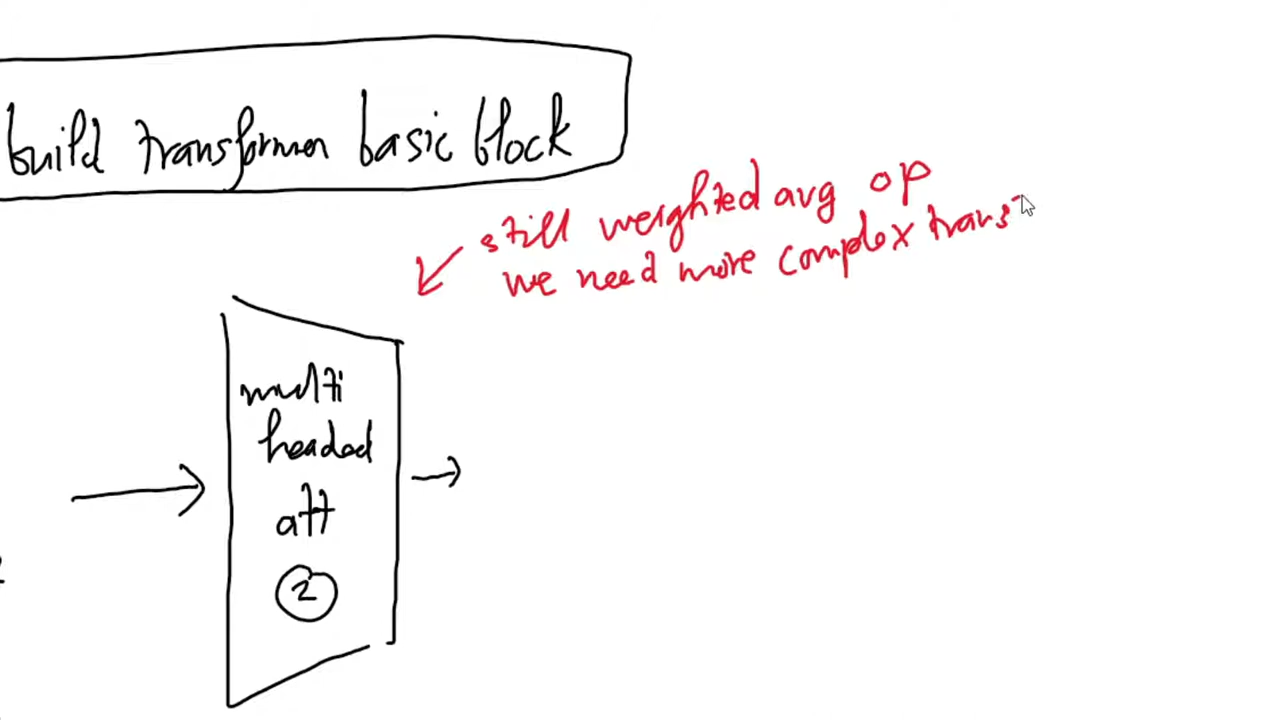 build transformer basic block
still weighted avg op
we need more complex trans
multi
headed
att
2